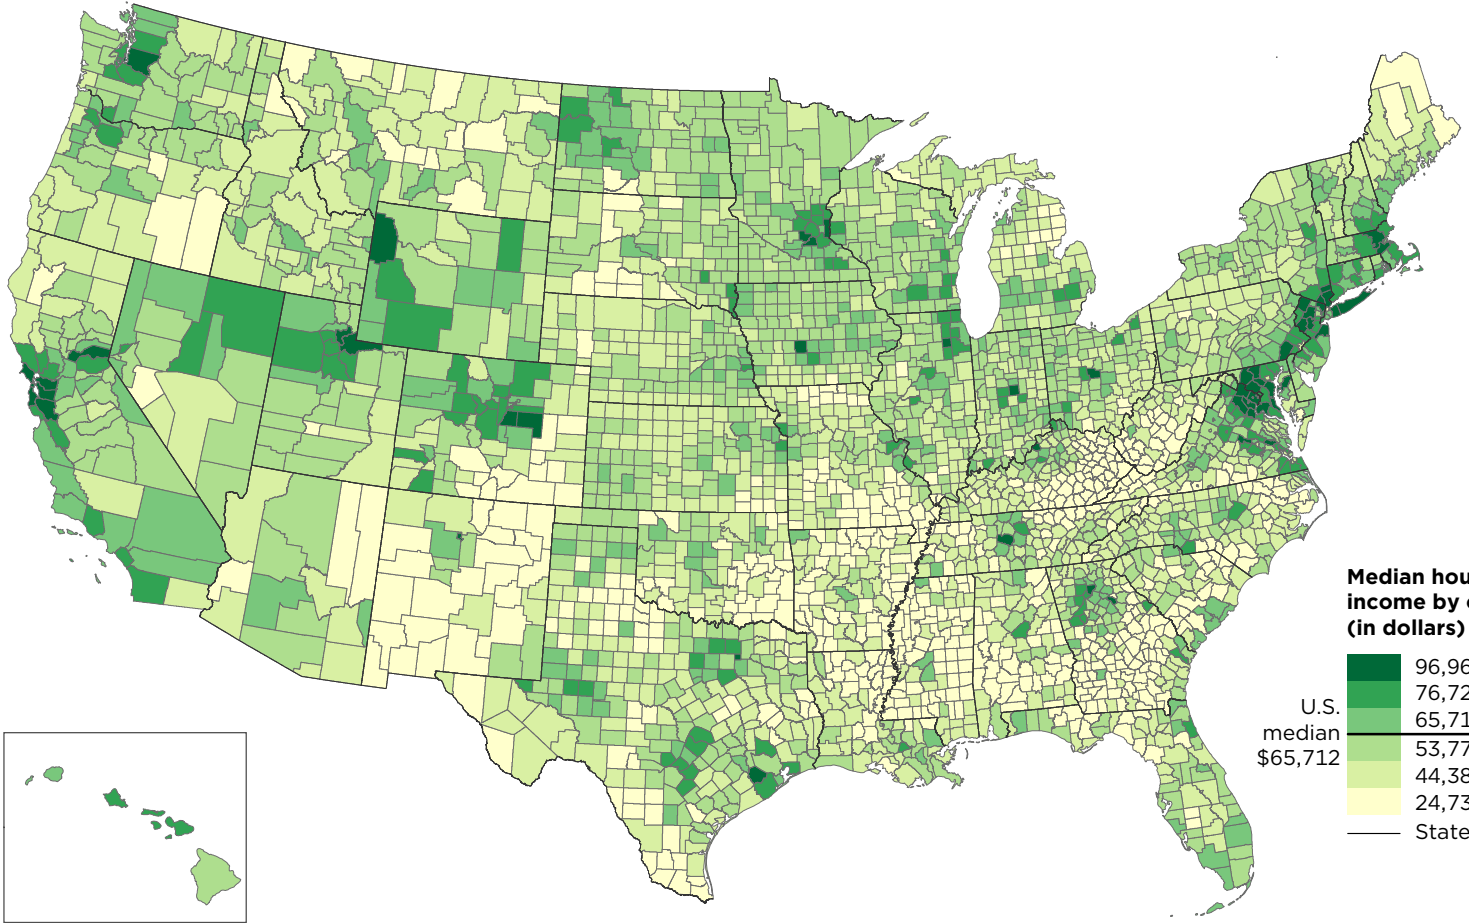 Median hou
income by c
(in dollars)
96,96
76,72
65,71
U.S.
median
$65,712
53,77
44,38
24,73
State